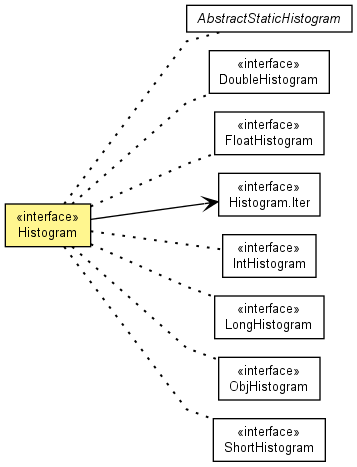 AbstractStaticHistogram
«interface»
DoubleHistogram
«interface»
FloatHistogram
«interface»
Histogram.Iter
«interface»
Histogram
«interface»
IntHistogram
«interface»
LongHistogram
«interface»
ObjHistogram
«interface»
ShortHistogram